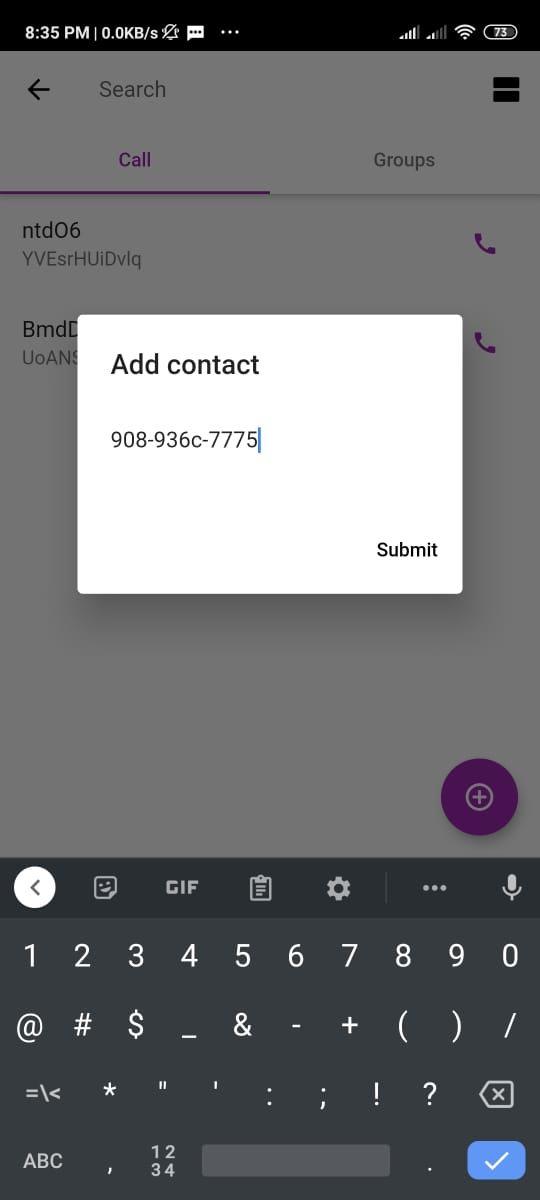 8:35 PM | 0.0KB/s ...
73
Search
Call
Groups
ntdO6
YVEsrHUiDvlq
BmdD
UoANS
Add contact
908-936c-7775
Submit
GIF
1 2 3 4 5 6 7 8 9 0
@ # $ _ & - + ( ) /
=\< * " ' : ; ! ?
ABC , 12 34 .